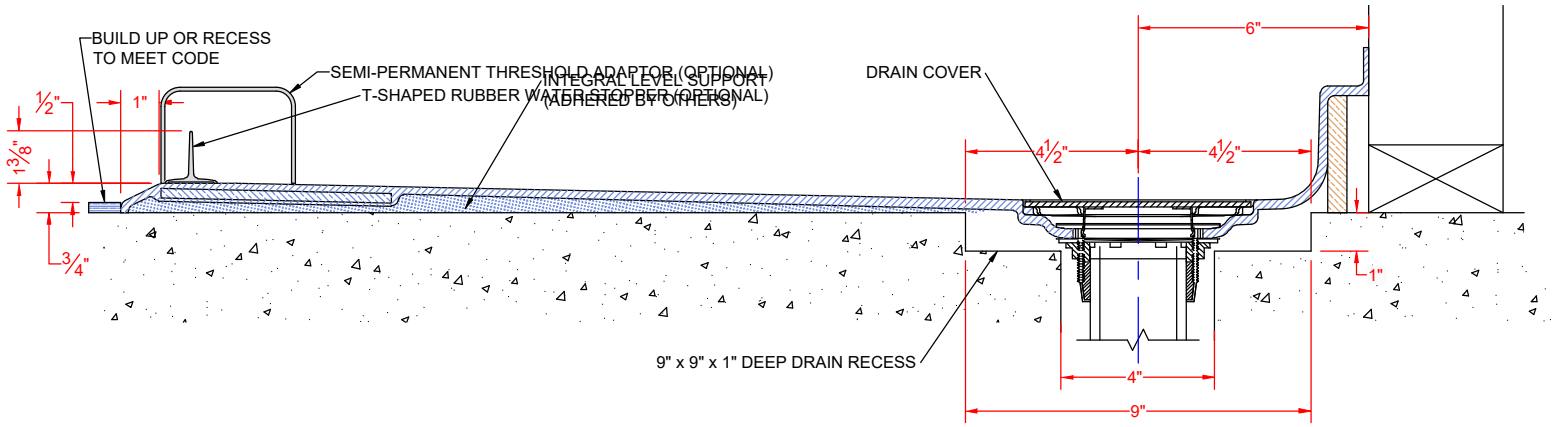 BUILD UP OR RECESS
TO MEET CODE
SEMI-PERMANENT THRESHOLD ADAPTOR (OPTIONAL)
T-SHAPED RUBBER WATER STOPPER (OPTIONAL)
INTEGRAL LEVEL SUPPORT
(ADHERED BY OTHERS)
DRAIN COVER
6"
1/2"
1"
1 3/8"
3/4"
4 1/2"
4 1/2"
1"
9" x 9" x 1" DEEP DRAIN RECESS
4"
9"